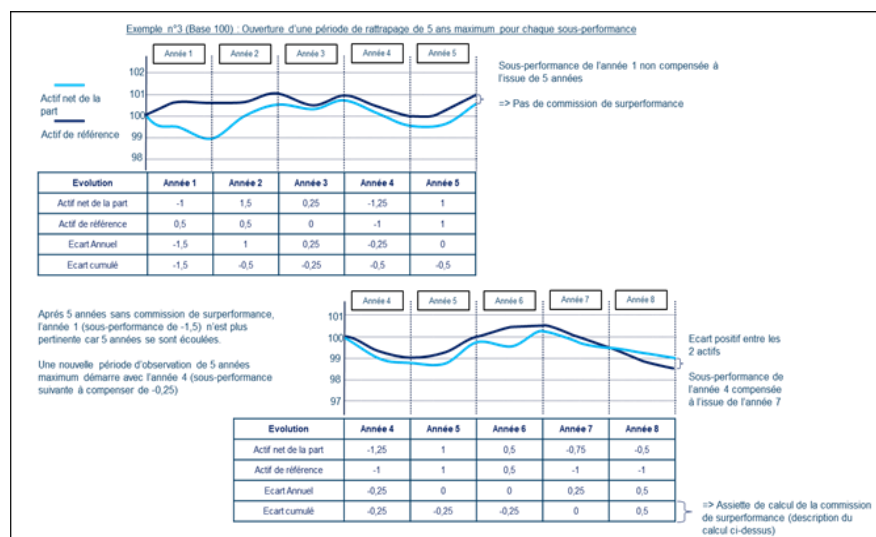 Exemple n°3 (Base 100) : Ouverture d'une période de rattrapage de 5 ans maximum pour chaque sous-performance
Année 1 Année 2 Année 3 Année 4 Année 5
102
101
100
99
98
Actif net de la
part
Actif de référence
Sous-performance de l'année 1 non compensée à
l'issue de 5 années
=> Pas de commission de surperformance
Evolution Année 1 Année 2 Année 3 Année 4 Année 5
Actif net de la part -1 1,5 0,25 -1,25 1
Actif de référence 0,5 0,5 0 -1 1
Ecart Annuel -1,5 1 0,25 -0,25 0
Ecart cumulé -1,5 -0,5 -0,25 -0,5 -0,5
Aprés 5 années sans commission de surperformance,
l'année 1 (sous-performance de -1,5) n'est plus
pertinente car 5 années se sont écoulées.
Une nouvelle période d'observation de 5 années
maximum démarre avec l'année 4 (sous-performance
suivante à compenser de -0,25)
Année 4 Année 5 Année 6 Année 7 Année 8
101
100
99
98
97
Ecart positif entre les
2 actifs
Sous-performance de
l'année 4 compensée
à l'issue de l'année 7
Evolution Année 4 Année 5 Année 6 Année 7 Année 8
Actif net de la part -1,25 1 0,5 -0,75 -0,5
Actif de référence -1 1 0,5 -1 -1
Ecart Annuel -0,25 0 0 0,25 0,5
Ecart cumulé -0,25 -0,25 -0,25 0 0,5
=> Assiette de calcul de la commission
de surperformance (description du
calcul ci-dessus)